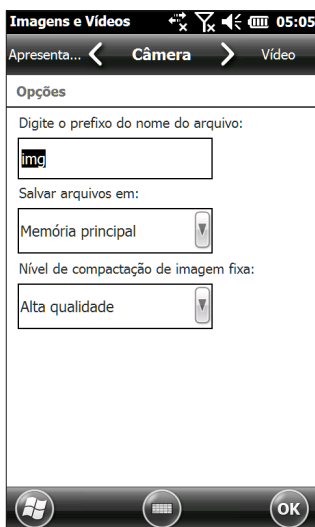 Imagens e Vídeos 05:05
Apresenta... Câmera Vídeo
Opções
Digite o prefixo do nome do arquivo:
img
Salvar arquivos em:
Memória principal
Nível de compactação de imagem fixa:
Alta qualidade
OK